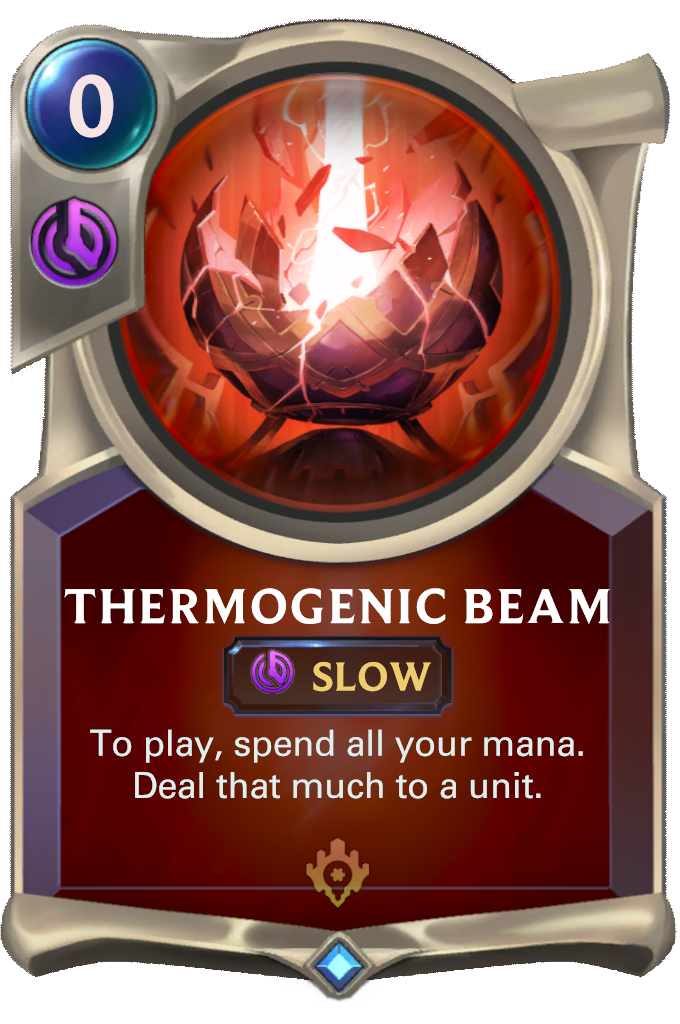 0
THERMOGENIC BEAM
SLOW
To play, spend all your mana.
Deal that much to a unit.